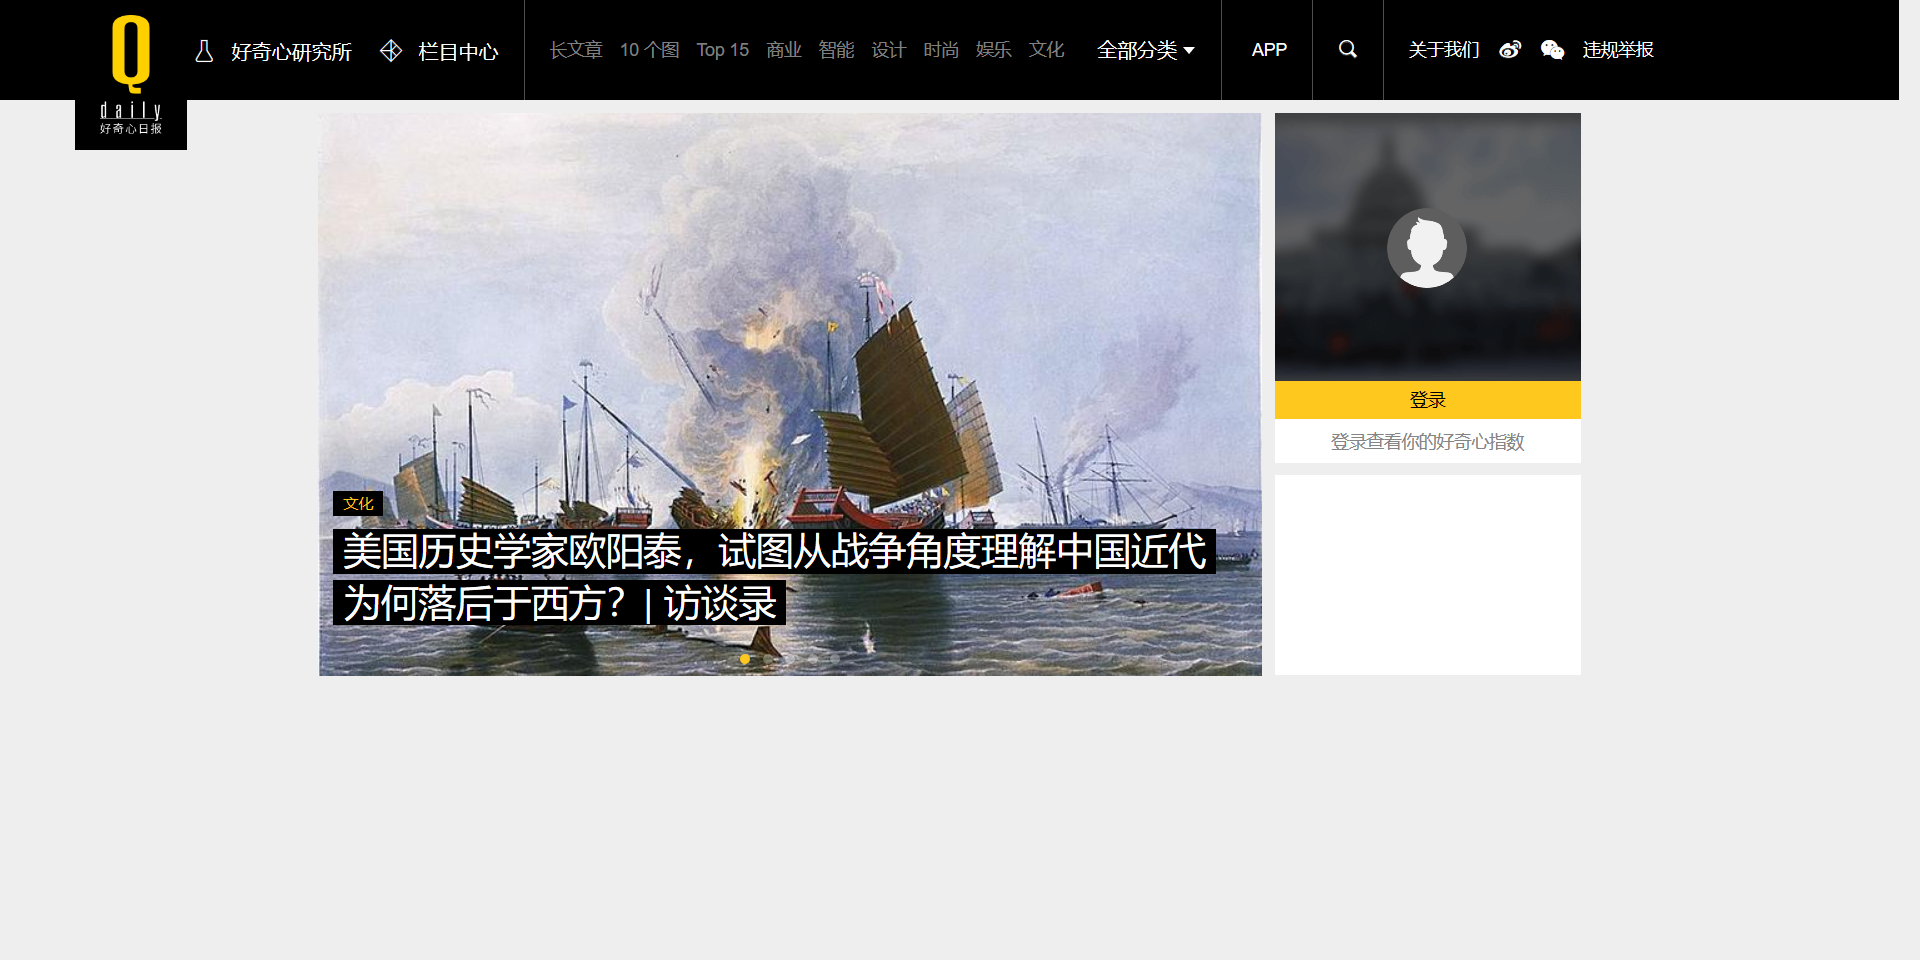 Q
daily
好奇心日报
好奇心研究所
栏目中心
长文章 10 个图 Top 15 商业 智能 设计 时尚 娱乐 文化
全部分类
APP
关于我们
违规举报
文化
美国历史学家欧阳泰，试图从战争角度理解中国近代
为何落后于西方？| 访谈录
登录
登录查看你的好奇心指数